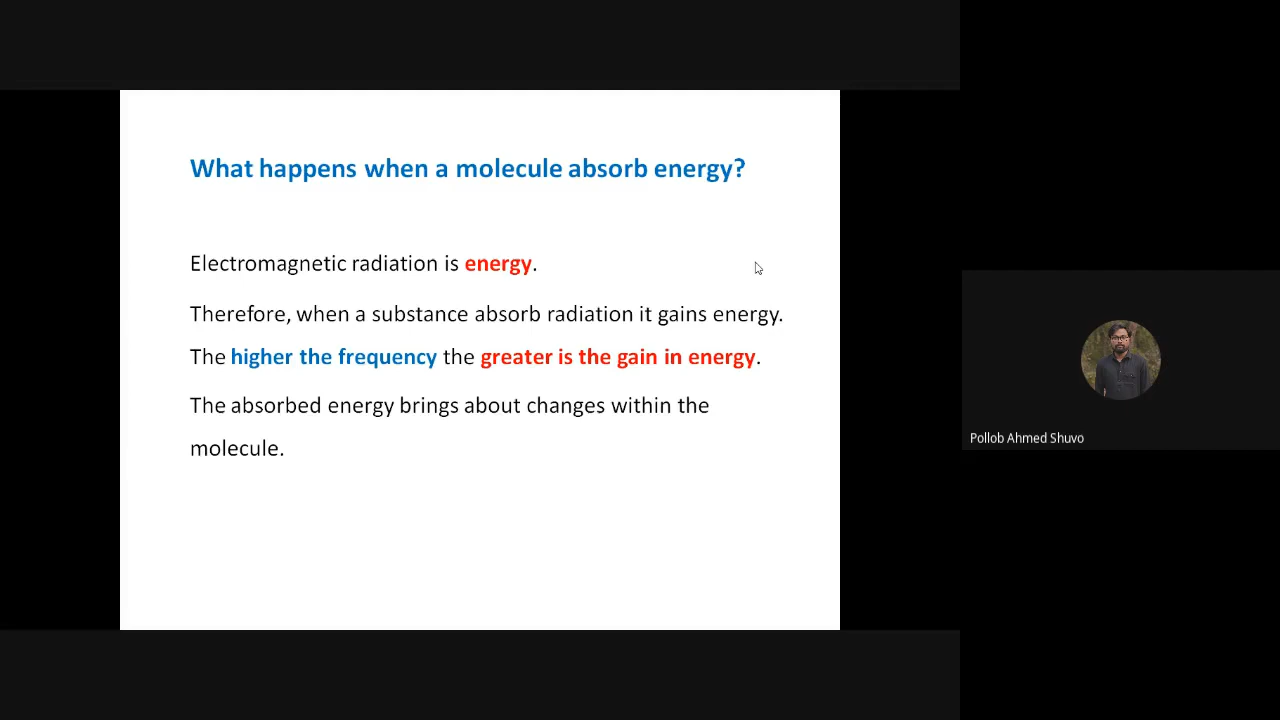 What happens when a molecule absorb energy?
Electromagnetic radiation is energy.
Therefore, when a substance absorb radiation it gains energy.
The higher the frequency the greater is the gain in energy.
The absorbed energy brings about changes within the
molecule.
Pollob Ahmed Shuvo